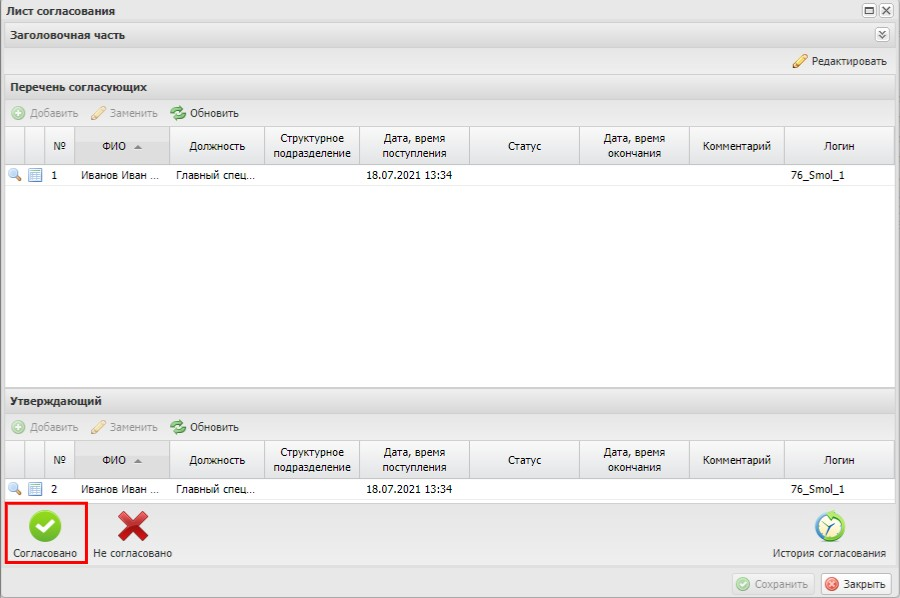 Лист согласования
Заголовочная часть
Редактировать
Перечень согласующих
Добавить Заменить Обновить
№ ФИО Должность Структурное подразделение Дата, время поступления Статус Дата, время окончания Комментарий Логин
1 Иванов Иван ... Главный спец... 18.07.2021 13:34 76_Smol_1
Утверждающий
Добавить Заменить Обновить
№ ФИО Должность Структурное подразделение Дата, время поступления Статус Дата, время окончания Комментарий Логин
2 Иванов Иван ... Главный спец... 18.07.2021 13:34 76_Smol_1
Согласовано Не согласовано История согласования
Сохранить Закрыть